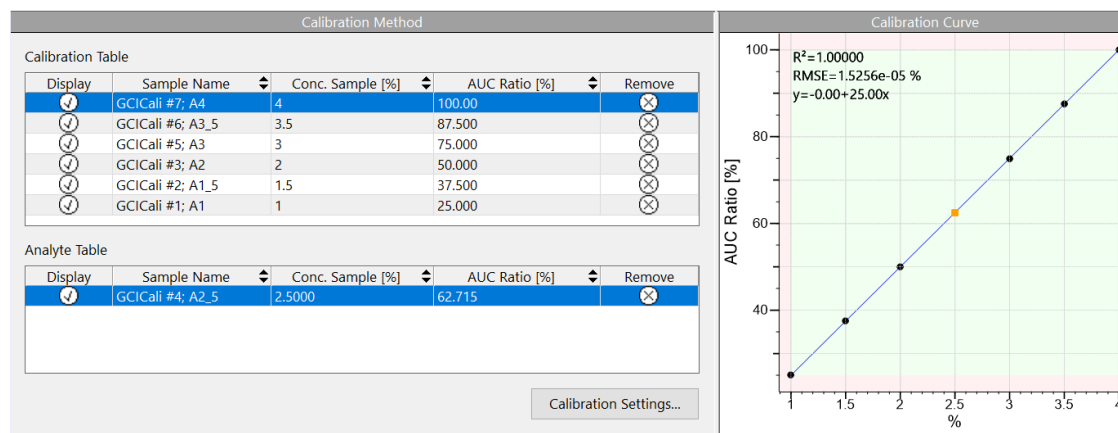 Calibration Method
Calibration Table
Display Sample Name Conc. Sample [%] AUC Ratio [%] Remove
GCICali #7; A4 4 100.00
GCICali #6; A3_5 3.5 87.500
GCICali #5; A3 3 75.000
GCICali #3; A2 2 50.000
GCICali #2; A1_5 1.5 37.500
GCICali #1; A1 1 25.000
Analyte Table
Display Sample Name Conc. Sample [%] AUC Ratio [%] Remove
GCICali #4; A2_5 2.5000 62.715
Calibration Settings...
Calibration Curve
R²=1.00000
RMSE=1.5256e-05 %
y=-0.00+25.00x
AUC Ratio [%]
100
80
60
40
1 1.5 2 2.5 3 3.5 4
%